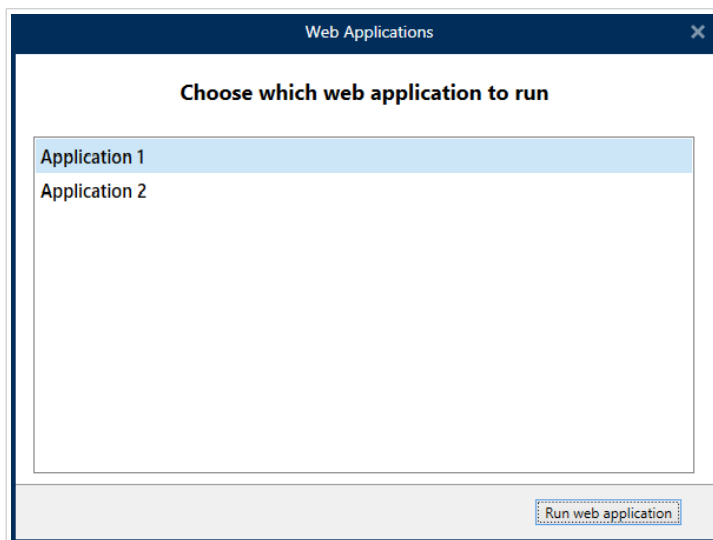 Web Applications
Choose which web application to run
Application 1
Application 2
Run web application